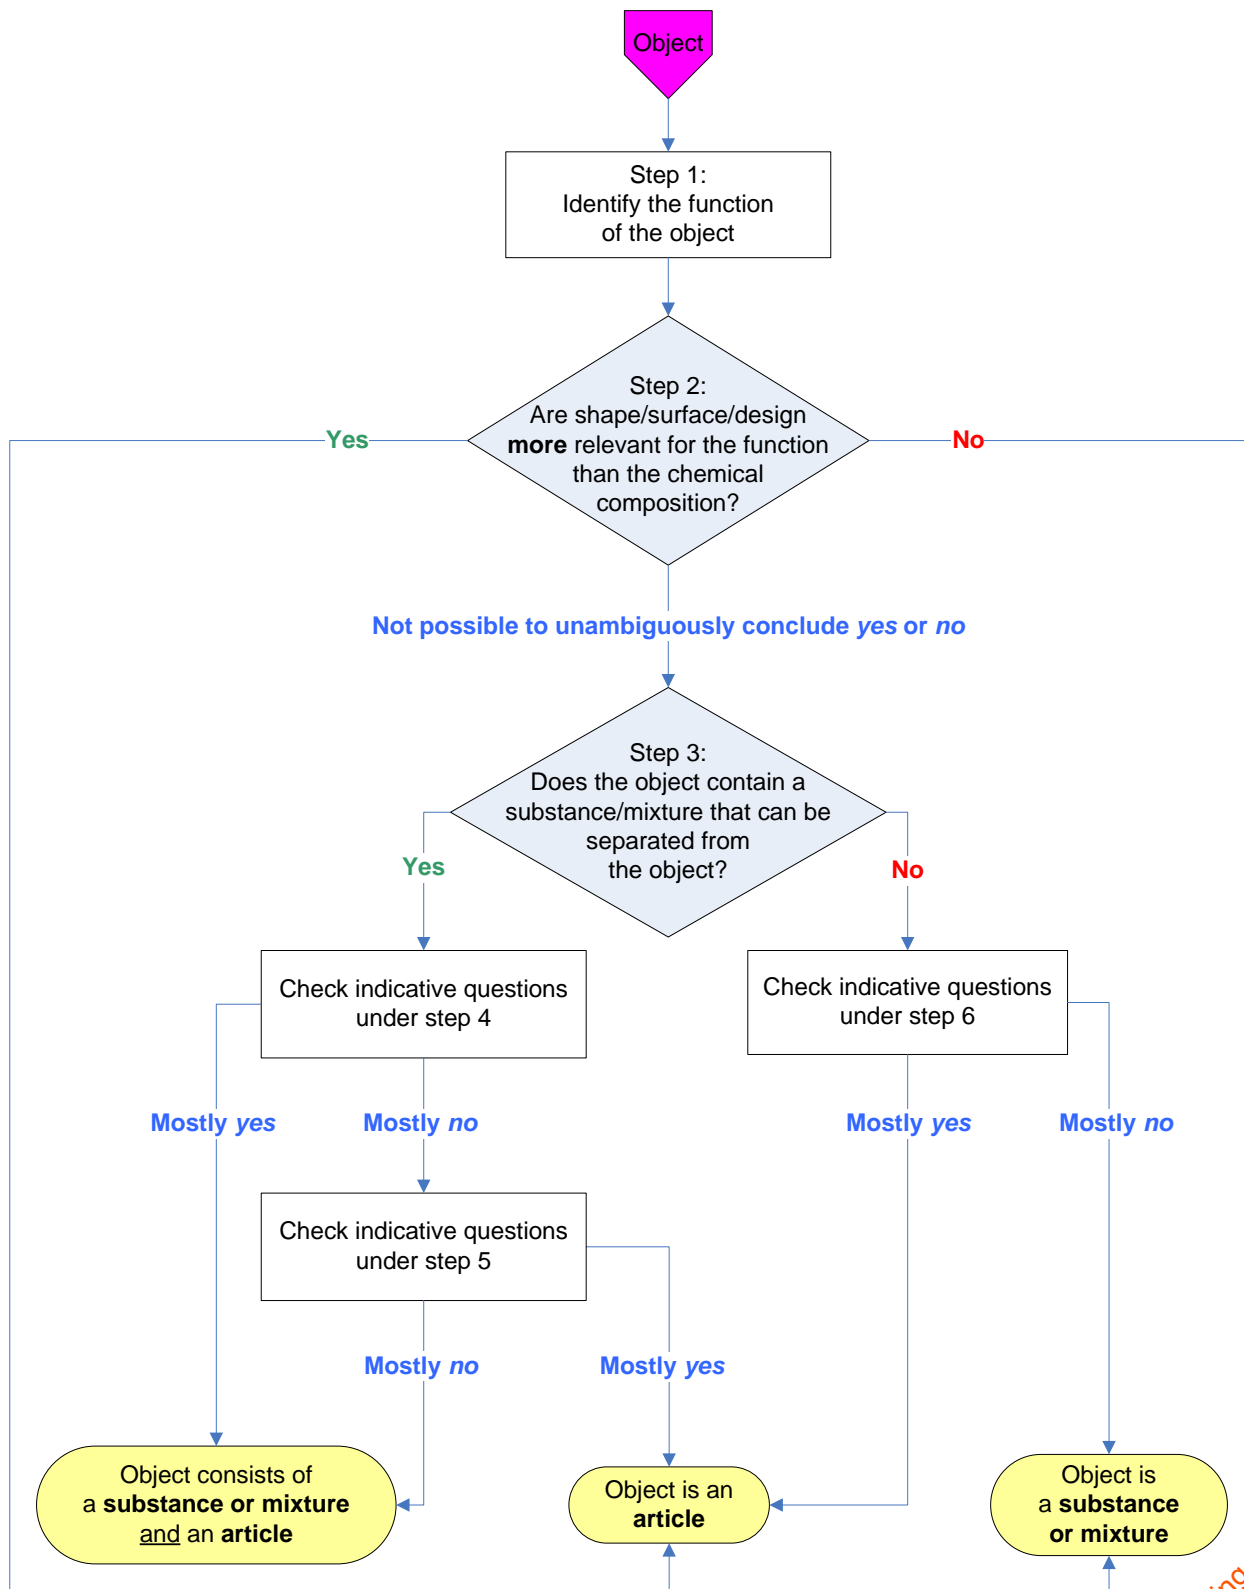 Object
Step 1:
Identify the function
of the object
Step 2:
Are shape/surface/design
more relevant for the function
than the chemical
composition?
Yes
No
Not possible to unambiguously conclude yes or no
Step 3:
Does the object contain a
substance/mixture that can be
separated from
the object?
Yes
No
Check indicative questions
under step 4
Check indicative questions
under step 6
Mostly yes
Mostly no
Mostly yes
Mostly no
Check indicative questions
under step 5
Mostly no
Mostly yes
Object consists of
a substance or mixture
and an article
Object is an
article
Object is
a substance
or mixture